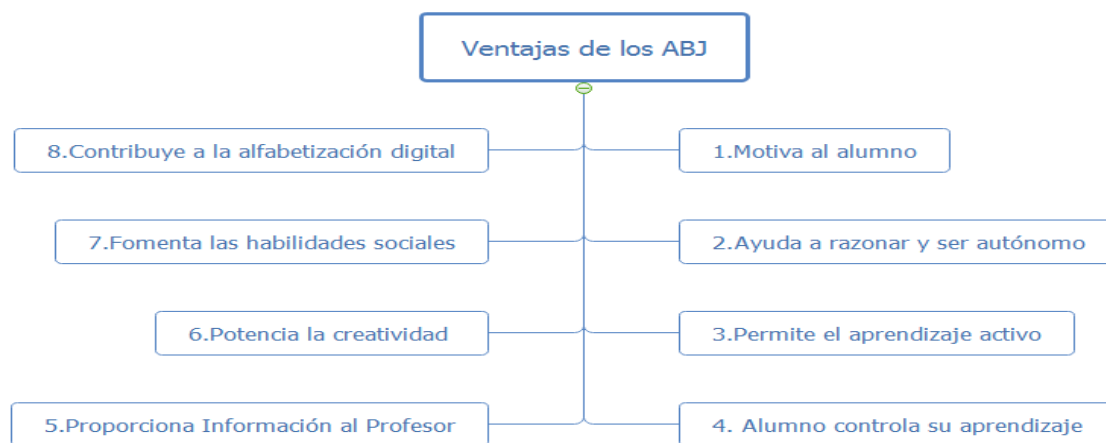 Ventajas de los ABJ
1.Motiva al alumno
2.Ayuda a razonar y ser autónomo
3.Permite el aprendizaje activo
4. Alumno controla su aprendizaje
5.Proporciona Información al Profesor
6.Potencia la creatividad
7.Fomenta las habilidades sociales
8.Contribuye a la alfabetización digital